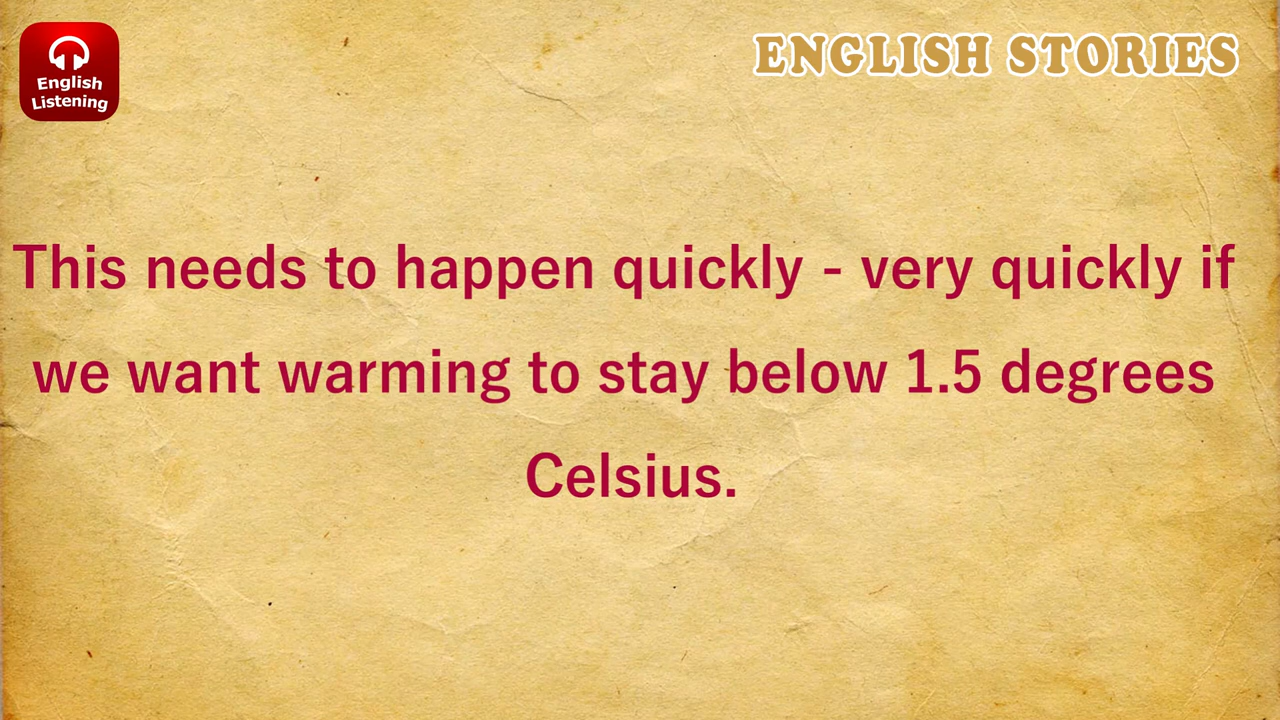 English
Listening
ENGLISH STORIES
This needs to happen quickly - very quickly if
we want warming to stay below 1.5 degrees
Celsius.